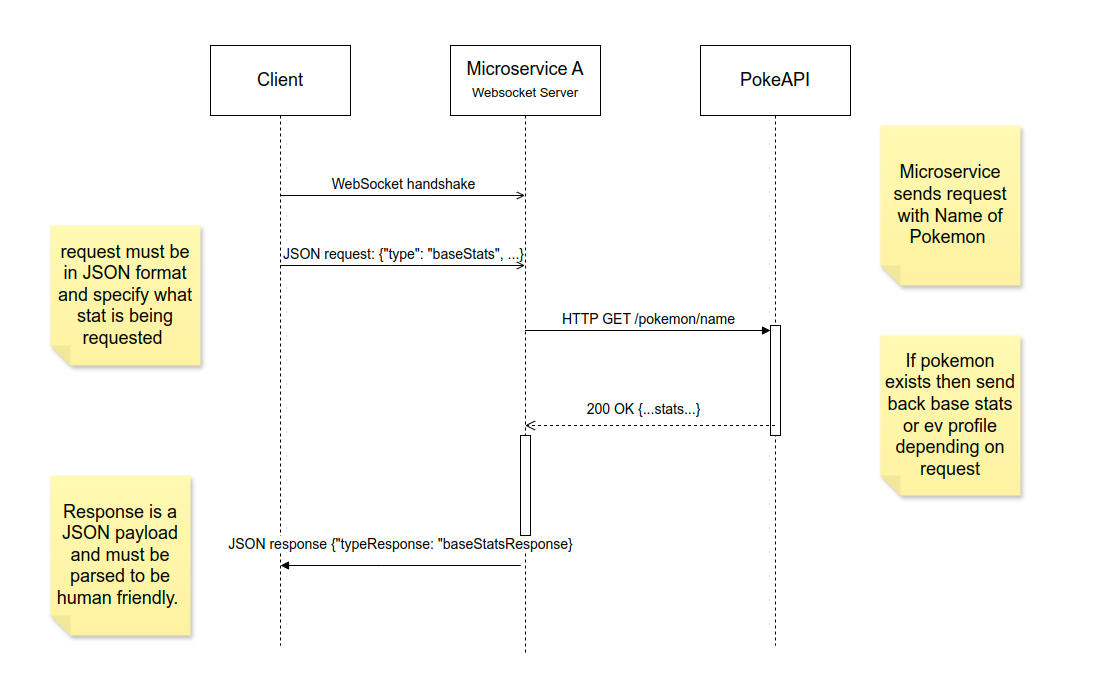 Client
Microservice A
Websocket Server
PokeAPI
Microservice
sends request
with Name of
Pokemon
WebSocket handshake
request must be
in JSON format
and specify what
stat is being
requested
JSON request: {"type": "baseStats", ...}
HTTP GET /pokemon/name
If pokemon
exists then send
back base stats
or ev profile
depending on
request
200 OK {...stats...}
Response is a
JSON payload
and must be
parsed to be
human friendly.
JSON response {"typeResponse: "baseStatsResponse}